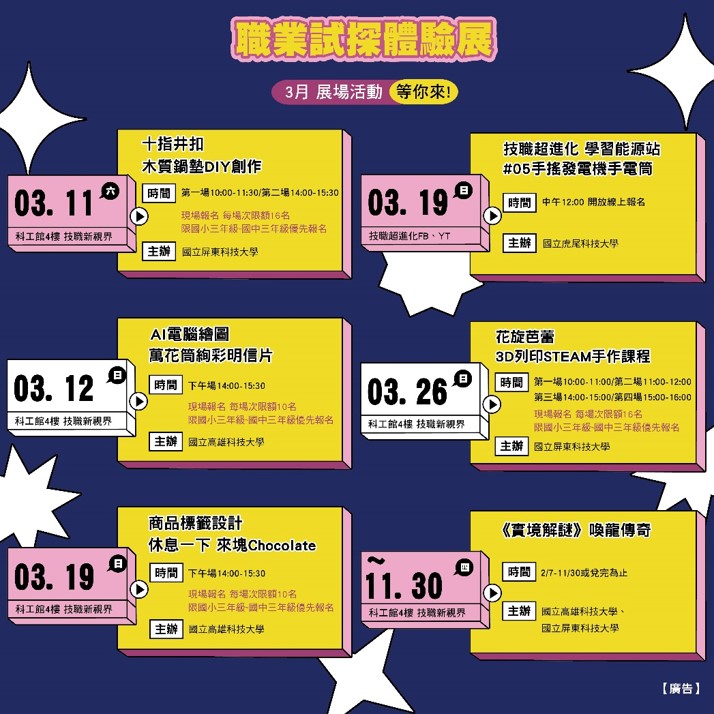 職業試探體驗展
3月 展場活動 等你來!
03. 11 六
科工館4樓 技職新視界
十指井扣
木質鍋墊DIY創作
時間 第一場10:00-11:30/第二場14:00-15:30
現場報名 每場次限額16名
限國小三年級-國中三年級優先報名
主辦 國立屏東科技大學
03. 19 日
技職超進化FB、YT
技職超進化 學習能源站
#05手搖發電機手電筒
時間 中午12:00 開放線上報名
主辦 國立虎尾科技大學
03. 12 日
科工館4樓 技職新視界
AI電腦繪圖
萬花筒絢彩明信片
時間 下午場14:00-15:30
現場報名 每場次限額10名
限國小三年級-國中三年級優先報名
主辦 國立高雄科技大學
03. 26 日
科工館4樓 技職新視界
花旋芭蕾
3D列印STEAM手作課程
時間 第一場10:00-11:00/第二場11:00-12:00
第三場14:00-15:00/第四場15:00-16:00
現場報名 每場次限額16名
限國小三年級-國中三年級優先報名
主辦 國立屏東科技大學
03. 19 日
科工館4樓 技職新視界
商品標籤設計
休息一下 來塊Chocolate
時間 下午場14:00-15:30
現場報名 每場次限額10名
限國小三年級-國中三年級優先報名
主辦 國立高雄科技大學
~
11. 30 四
科工館4樓 技職新視界
《實境解謎》喚龍傳奇
時間 2/7-11/30或兌完為止
主辦 國立高雄科技大學、
國立屏東科技大學
【廣告】